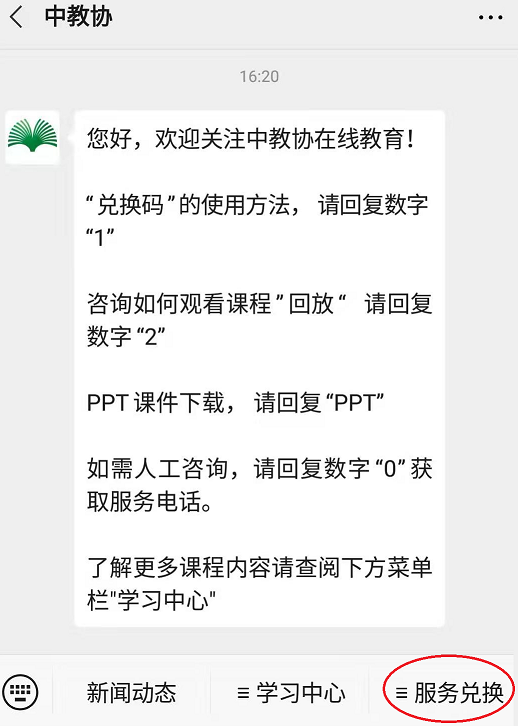 中教协
16:20
您好，欢迎关注中教协在线教育！
“兑换码”的使用方法， 请回复数字
“1”
咨询如何观看课程”回放“ 请回复
数字“2”
PPT课件下载， 请回复“PPT”
如需人工咨询，请回复数字“0”获
取服务电话。
了解更多课程内容请查阅下方菜单
栏"学习中心"
新闻动态 ≡ 学习中心 ≡ 服务兑换